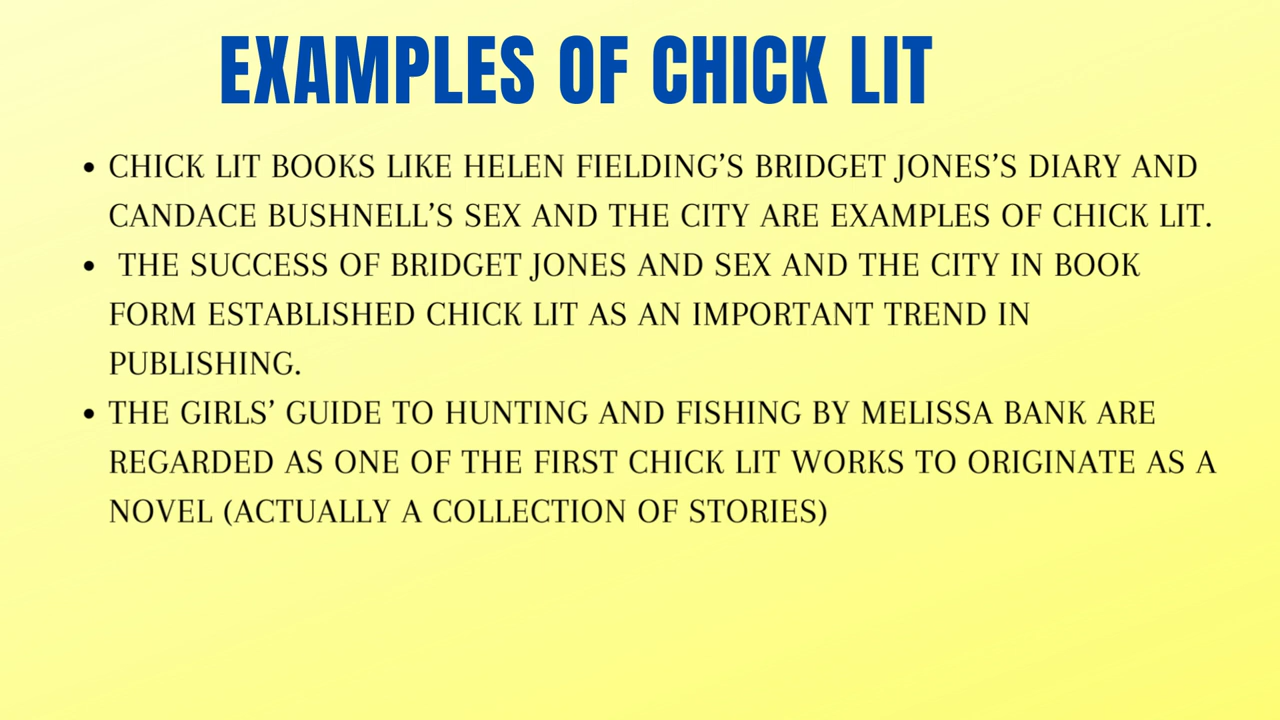 EXAMPLES OF CHICK LIT
• CHICK LIT BOOKS LIKE HELEN FIELDING’S BRIDGET JONES’S DIARY AND
CANDACE BUSHNELL’S SEX AND THE CITY ARE EXAMPLES OF CHICK LIT.
• THE SUCCESS OF BRIDGET JONES AND SEX AND THE CITY IN BOOK
FORM ESTABLISHED CHICK LIT AS AN IMPORTANT TREND IN
PUBLISHING.
• THE GIRLS’ GUIDE TO HUNTING AND FISHING BY MELISSA BANK ARE
REGARDED AS ONE OF THE FIRST CHICK LIT WORKS TO ORIGINATE AS A
NOVEL (ACTUALLY A COLLECTION OF STORIES)